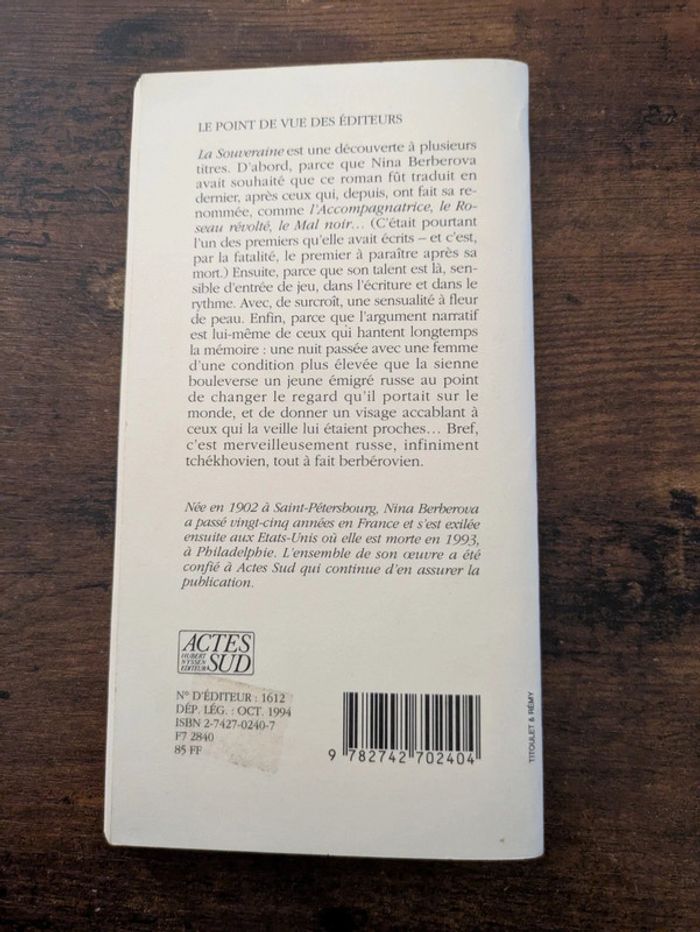 LE POINT DE VUE DES ÉDITEURS
La Souveraine est une découverte à plusieurs
titres. D'abord, parce que Nina Berberova
avait souhaité que ce roman fût traduit en
dernier, après ceux qui, depuis, ont fait sa re-
nommée, comme l'Accompagnatrice, le Ro-
seau révolté, le Mal noir... (C'était pourtant
l'un des premiers qu'elle avait écrits – et c'est,
par la fatalité, le premier à paraître après sa
mort.) Ensuite, parce que son talent est là, sen-
sible d'entrée de jeu, dans l'écriture et dans le
rythme. Avec, de surcroît, une sensualité à fleur
de peau. Enfin, parce que l'argument narratif
est lui-même de ceux qui hantent longtemps
la mémoire : une nuit passée avec une femme
d'une condition plus élevée que la sienne
bouleverse un jeune émigré russe au point
de changer le regard qu'il portait sur le
monde, et de donner un visage accablant à
ceux qui la veille lui étaient proches... Bref,
c'est merveilleusement russe, infiniment
tchékhovien, tout à fait berbérovien.
Née en 1902 à Saint-Pétersbourg, Nina Berberova
a passé vingt-cinq années en France et s'est exilée
ensuite aux Etats-Unis où elle est morte en 1993,
à Philadelphie. L'ensemble de son œuvre a été
confié à Actes Sud qui continue d'en assurer la
publication.
ACTES
HUBERT
NYSSEN
EDITEUR
SUD
N° D'ÉDITEUR : 1612
DÉP. LÉG. : OCT. 1994
ISBN 2-7427-0240-7
F7 2840
85 FF
9 782742 702404
TITOULET & RÉMY